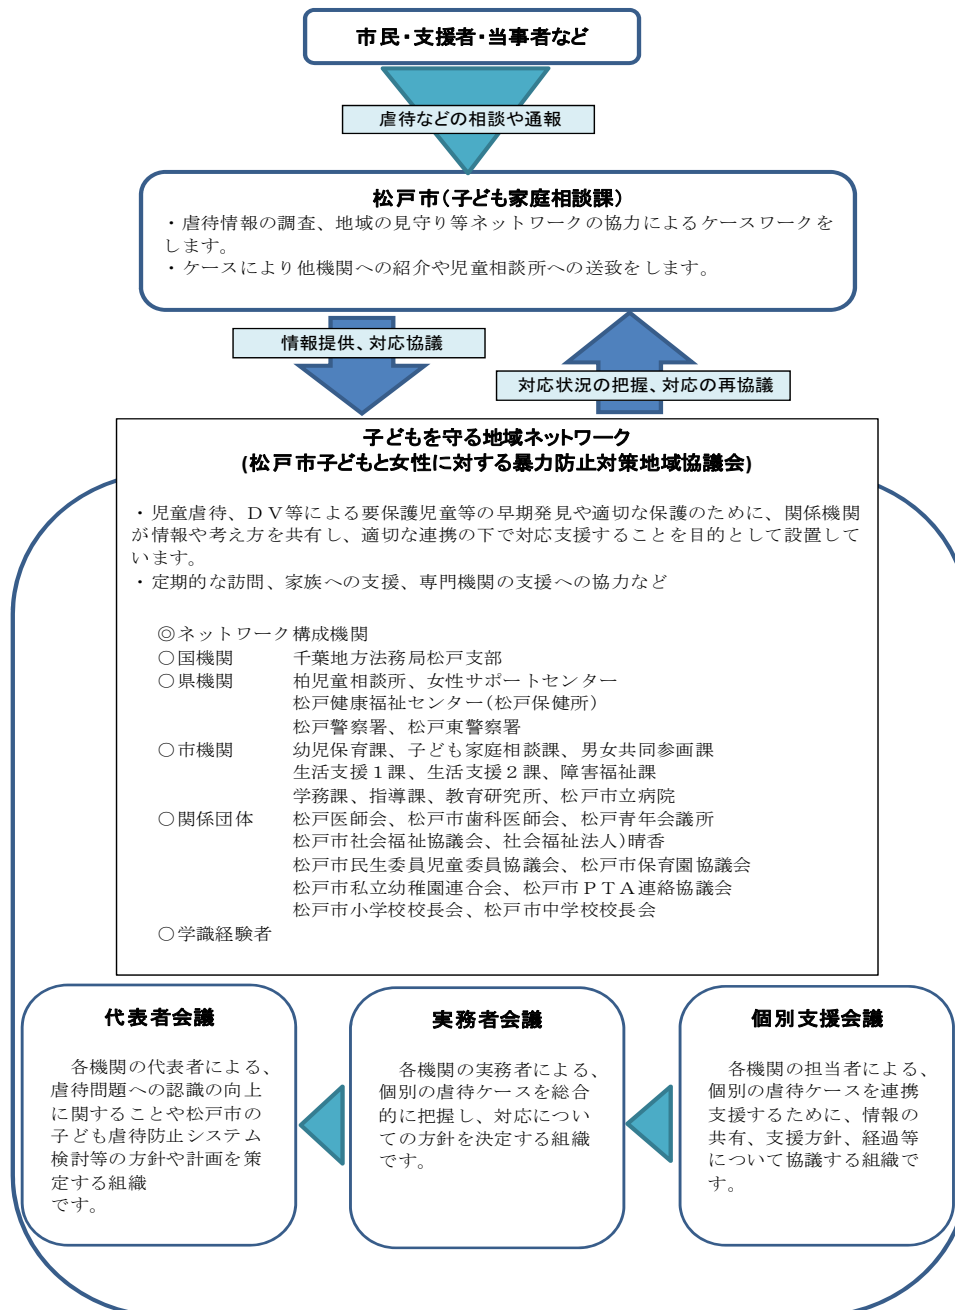 市民・支援者・当事者など
虐待などの相談や通報
松戸市（子ども家庭相談課）
・虐待情報の調査、地域の見守り等ネットワークの協力によるケースワークを
します。
・ケースにより他機関への紹介や児童相談所への送致をします。
情報提供、対応協議
対応状況の把握、対応の再協議
子どもを守る地域ネットワーク
(松戸市子どもと女性に対する暴力防止対策地域協議会)
・児童虐待、ＤＶ等による要保護児童等の早期発見や適切な保護のために、関係機関
が情報や考え方を共有し、適切な連携の下で対応支援することを目的として設置して
います。
・定期的な訪問、家族への支援、専門機関の支援への協力など
◎ネットワーク構成機関
○国機関　　千葉地方法務局松戸支部
○県機関　　柏児童相談所、女性サポートセンター
松戸健康福祉センター(松戸保健所）
松戸警察署、松戸東警察署
○市機関　　幼児保育課、子ども家庭相談課、男女共同参画課
生活支援１課、生活支援２課、障害福祉課
学務課、指導課、教育研究所、松戸市立病院
○関係団体　　松戸医師会、松戸市歯科医師会、松戸青年会議所
松戸市社会福祉協議会、社会福祉法人)晴香
松戸市民生委員児童委員協議会、松戸市保育園協議会
松戸市私立幼稚園連合会、松戸市ＰＴＡ連絡協議会
松戸市小学校校長会、松戸市中学校校長会
○学識経験者
代表者会議
各機関の代表者による、
虐待問題への認識の向上
に関することや松戸市の
子ども虐待防止システム
検討等の方針や計画を策
定する組織
です。
実務者会議
各機関の実務者による、
個別の虐待ケースを総合
的に把握し、対応につい
ての方針を決定する組織
です。
個別支援会議
各機関の担当者による、
個別の虐待ケースを連携
支援するために、情報の
共有、支援方針、経過等
について協議する組織で
す。